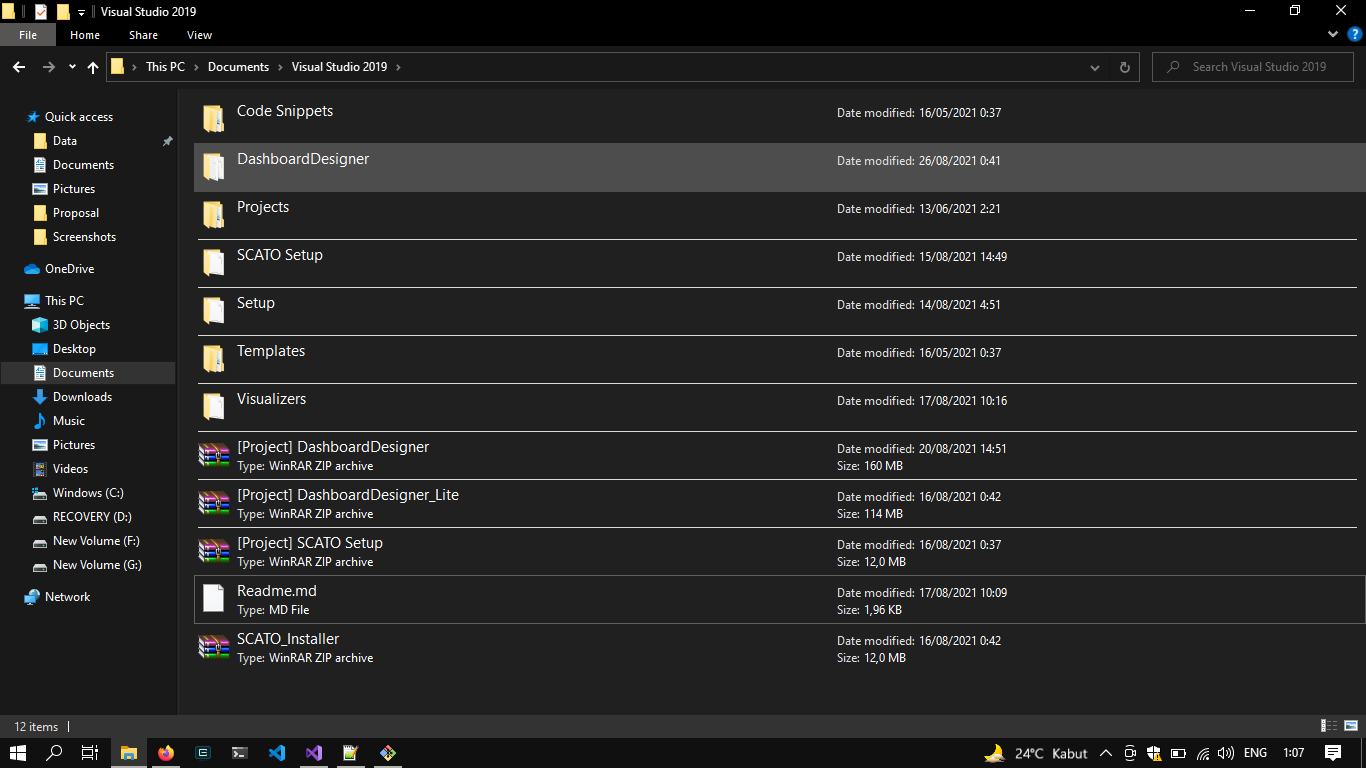 Visual Studio 2019
File Home Share View
This PC Documents Visual Studio 2019 Search Visual Studio 2019
Quick access
Data
Documents
Pictures
Proposal
Screenshots
OneDrive
This PC
3D Objects
Desktop
Documents
Downloads
Music
Pictures
Videos
Windows (C:)
RECOVERY (D:)
New Volume (F:)
New Volume (G:)
Network
Code Snippets Date modified: 16/05/2021 0:37
DashboardDesigner Date modified: 26/08/2021 0:41
Projects Date modified: 13/06/2021 2:21
SCATO Setup Date modified: 15/08/2021 14:49
Setup Date modified: 14/08/2021 4:51
Templates Date modified: 16/05/2021 0:37
Visualizers Date modified: 17/08/2021 10:16
[Project] DashboardDesigner Date modified: 20/08/2021 14:51
Type: WinRAR ZIP archive Size: 160 MB
[Project] DashboardDesigner_Lite Date modified: 16/08/2021 0:42
Type: WinRAR ZIP archive Size: 114 MB
[Project] SCATO Setup Date modified: 16/08/2021 0:37
Type: WinRAR ZIP archive Size: 12,0 MB
Readme.md Date modified: 17/08/2021 10:09
Type: MD File Size: 1,96 KB
SCATO_Installer Date modified: 16/08/2021 0:42
Type: WinRAR ZIP archive Size: 12,0 MB
12 items
24°C Kabut ENG 1:07